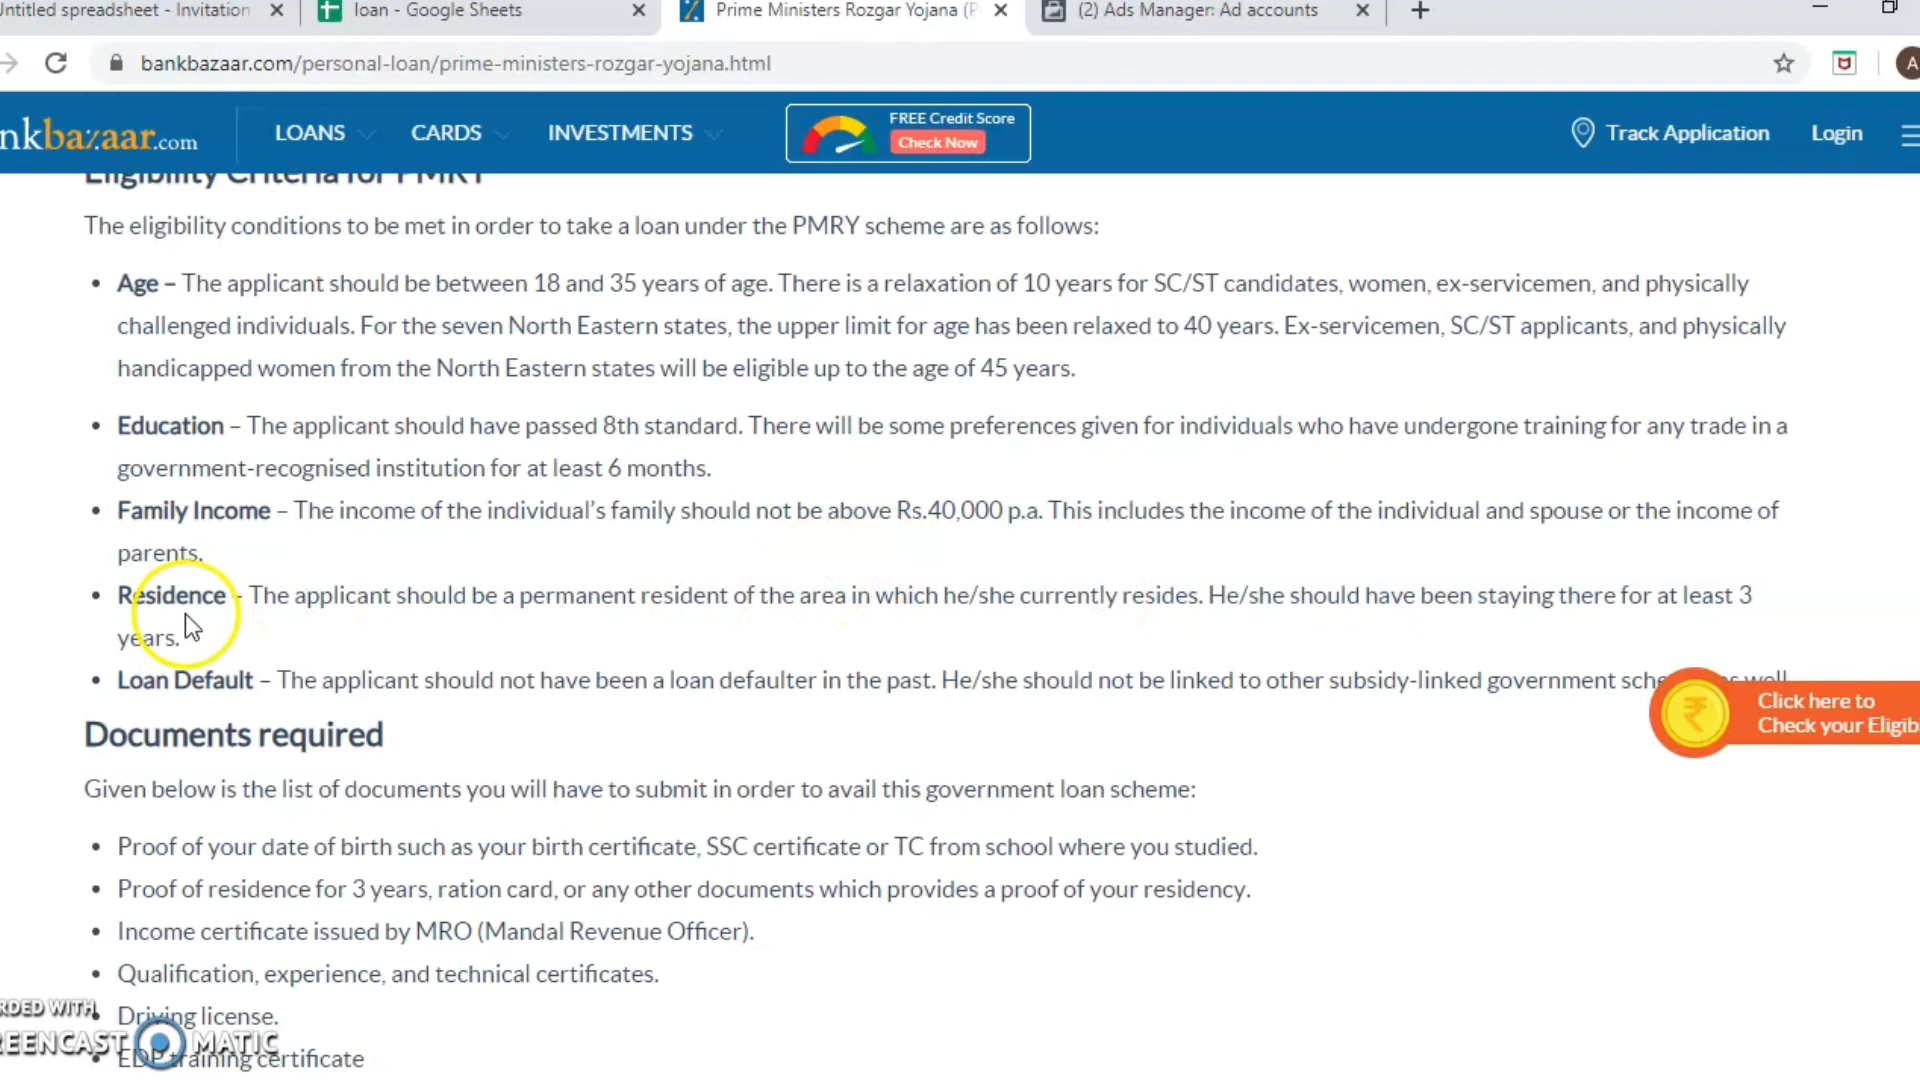 Untitled spreadsheet - Invitation
loan - Google Sheets
Prime Ministers Rozgar Yojana (P
(2) Ads Manager: Ad accounts
bankbazaar.com/personal-loan/prime-ministers-rozgar-yojana.html
nkbazaar.com
LOANS
CARDS
INVESTMENTS
FREE Credit Score
Check Now
Track Application
Login
Eligibility Criteria for PMRY
The eligibility conditions to be met in order to take a loan under the PMRY scheme are as follows:
• Age – The applicant should be between 18 and 35 years of age. There is a relaxation of 10 years for SC/ST candidates, women, ex-servicemen, and physically
challenged individuals. For the seven North Eastern states, the upper limit for age has been relaxed to 40 years. Ex-servicemen, SC/ST applicants, and physically
handicapped women from the North Eastern states will be eligible up to the age of 45 years.
• Education – The applicant should have passed 8th standard. There will be some preferences given for individuals who have undergone training for any trade in a
government-recognised institution for at least 6 months.
• Family Income – The income of the individual’s family should not be above Rs.40,000 p.a. This includes the income of the individual and spouse or the income of
parents.
• Residence – The applicant should be a permanent resident of the area in which he/she currently resides. He/she should have been staying there for at least 3
years.
• Loan Default – The applicant should not have been a loan defaulter in the past. He/she should not be linked to other subsidy-linked government sche well
Click here to
Check your Eligib
Documents required
Given below is the list of documents you will have to submit in order to avail this government loan scheme:
• Proof of your date of birth such as your birth certificate, SSC certificate or TC from school where you studied.
• Proof of residence for 3 years, ration card, or any other documents which provides a proof of your residency.
• Income certificate issued by MRO (Mandal Revenue Officer).
• Qualification, experience, and technical certificates.
• Driving license.
• EDP training certificate
RDED WITH
REENCAST MATIC
A